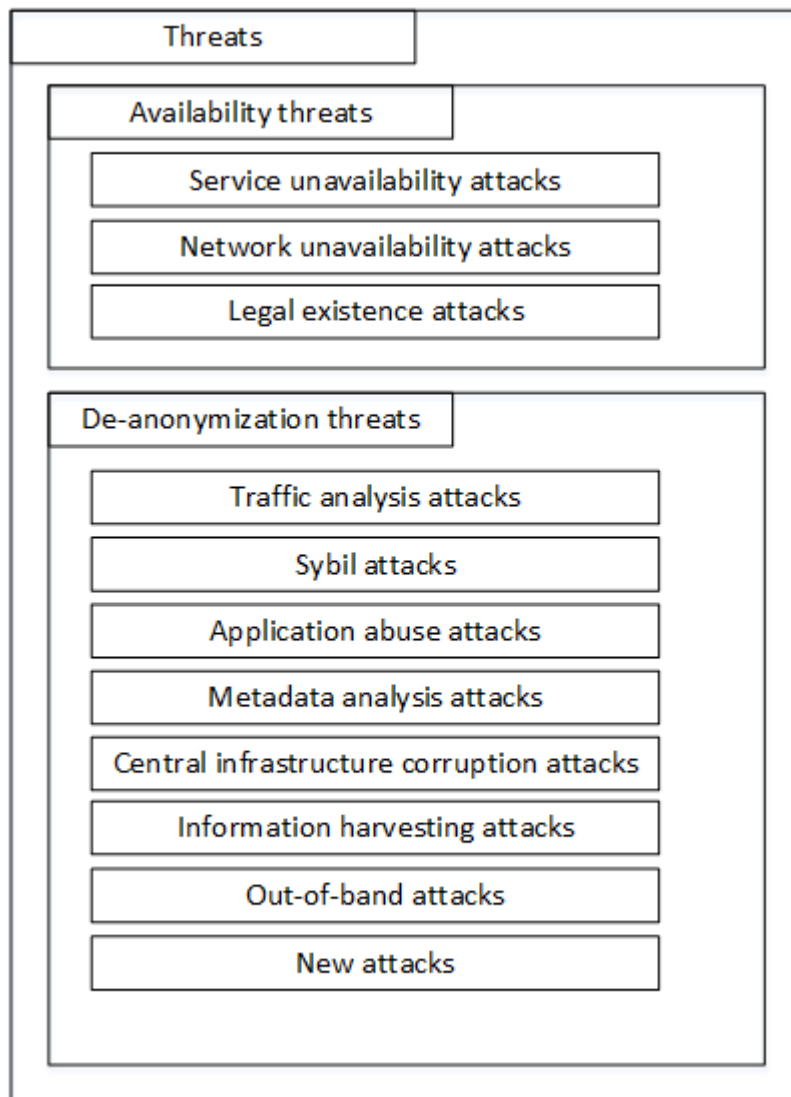 Threats
Availability threats
Service unavailability attacks
Network unavailability attacks
Legal existence attacks
De-anonymization threats
Traffic analysis attacks
Sybil attacks
Application abuse attacks
Metadada analysis attacks
Central infrastructure corruption attacks
Information harvesting attacks
Out-of-band attacks
New attacks